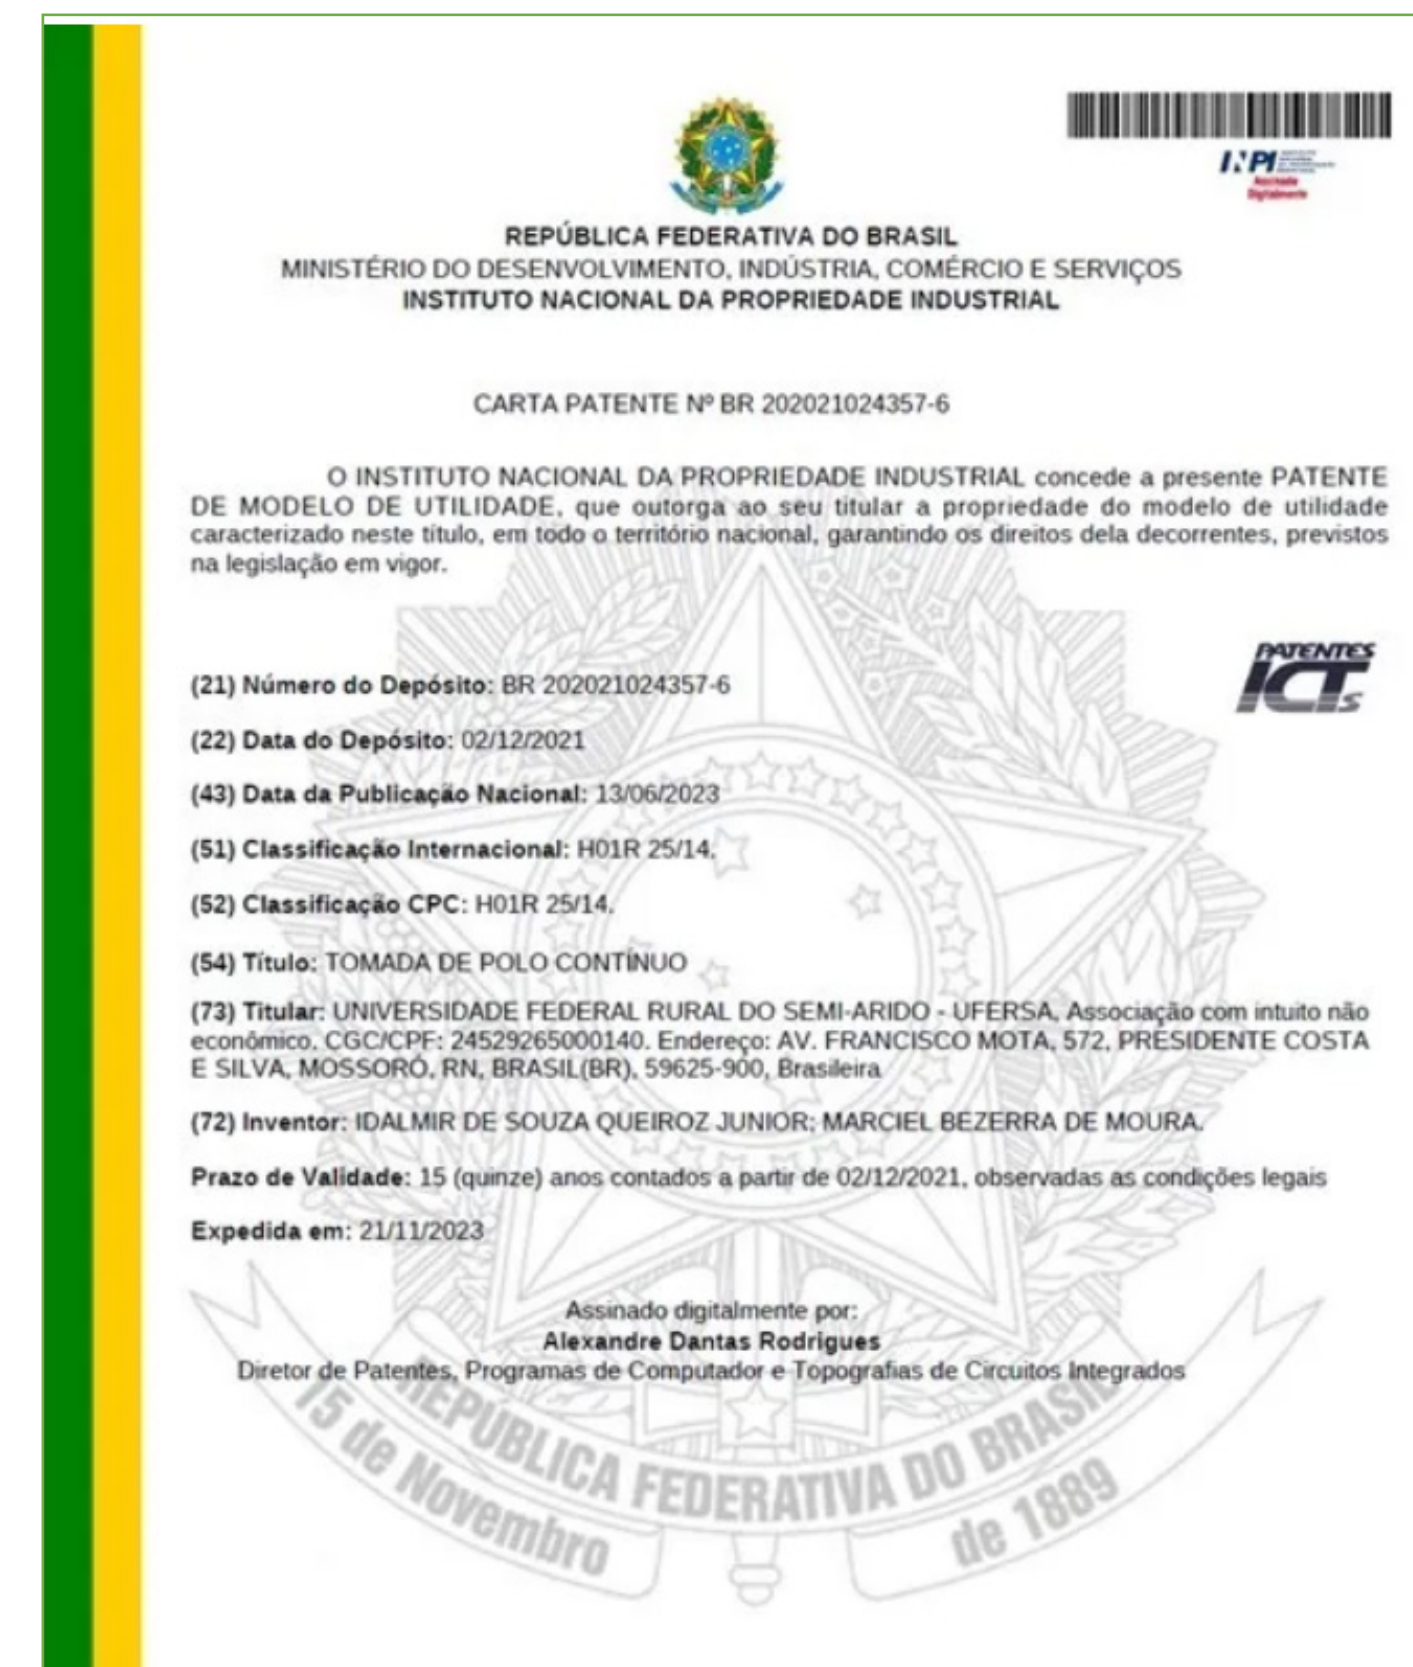 INPI
Assinado
Digitalmente
REPÚBLICA FEDERATIVA DO BRASIL
MINISTÉRIO DO DESENVOLVIMENTO, INDÚSTRIA, COMÉRCIO E SERVIÇOS
INSTITUTO NACIONAL DA PROPRIEDADE INDUSTRIAL
CARTA PATENTE Nº BR 202021024357-6
O INSTITUTO NACIONAL DA PROPRIEDADE INDUSTRIAL concede a presente PATENTE
DE MODELO DE UTILIDADE, que outorga ao seu titular a propriedade do modelo de utilidade
caracterizado neste título, em todo o território nacional, garantindo os direitos dela decorrentes, previstos
na legislação em vigor.
PATENTES
ICTs
(21) Número do Depósito: BR 202021024357-6
(22) Data do Depósito: 02/12/2021
(43) Data da Publicação Nacional: 13/06/2023
(51) Classificação Internacional: H01R 25/14.
(52) Classificação CPC: H01R 25/14.
(54) Título: TOMADA DE POLO CONTÍNUO
(73) Titular: UNIVERSIDADE FEDERAL RURAL DO SEMI-ARIDO - UFERSA, Associação com intuito não
econômico. CGC/CPF: 24529265000140. Endereço: AV. FRANCISCO MOTA, 572, PRESIDENTE COSTA
E SILVA, MOSSORÓ, RN, BRASIL(BR), 59625-900, Brasileira
(72) Inventor: IDALMIR DE SOUZA QUEIROZ JUNIOR; MARCIEL BEZERRA DE MOURA.
Prazo de Validade: 15 (quinze) anos contados a partir de 02/12/2021, observadas as condições legais
Expedida em: 21/11/2023
Assinado digitalmente por:
Alexandre Dantas Rodrigues
Diretor de Patentes, Programas de Computador e Topografias de Circuitos Integrados
REPÚBLICA FEDERATIVA DO BRASIL
15 de Novembro
de 1889